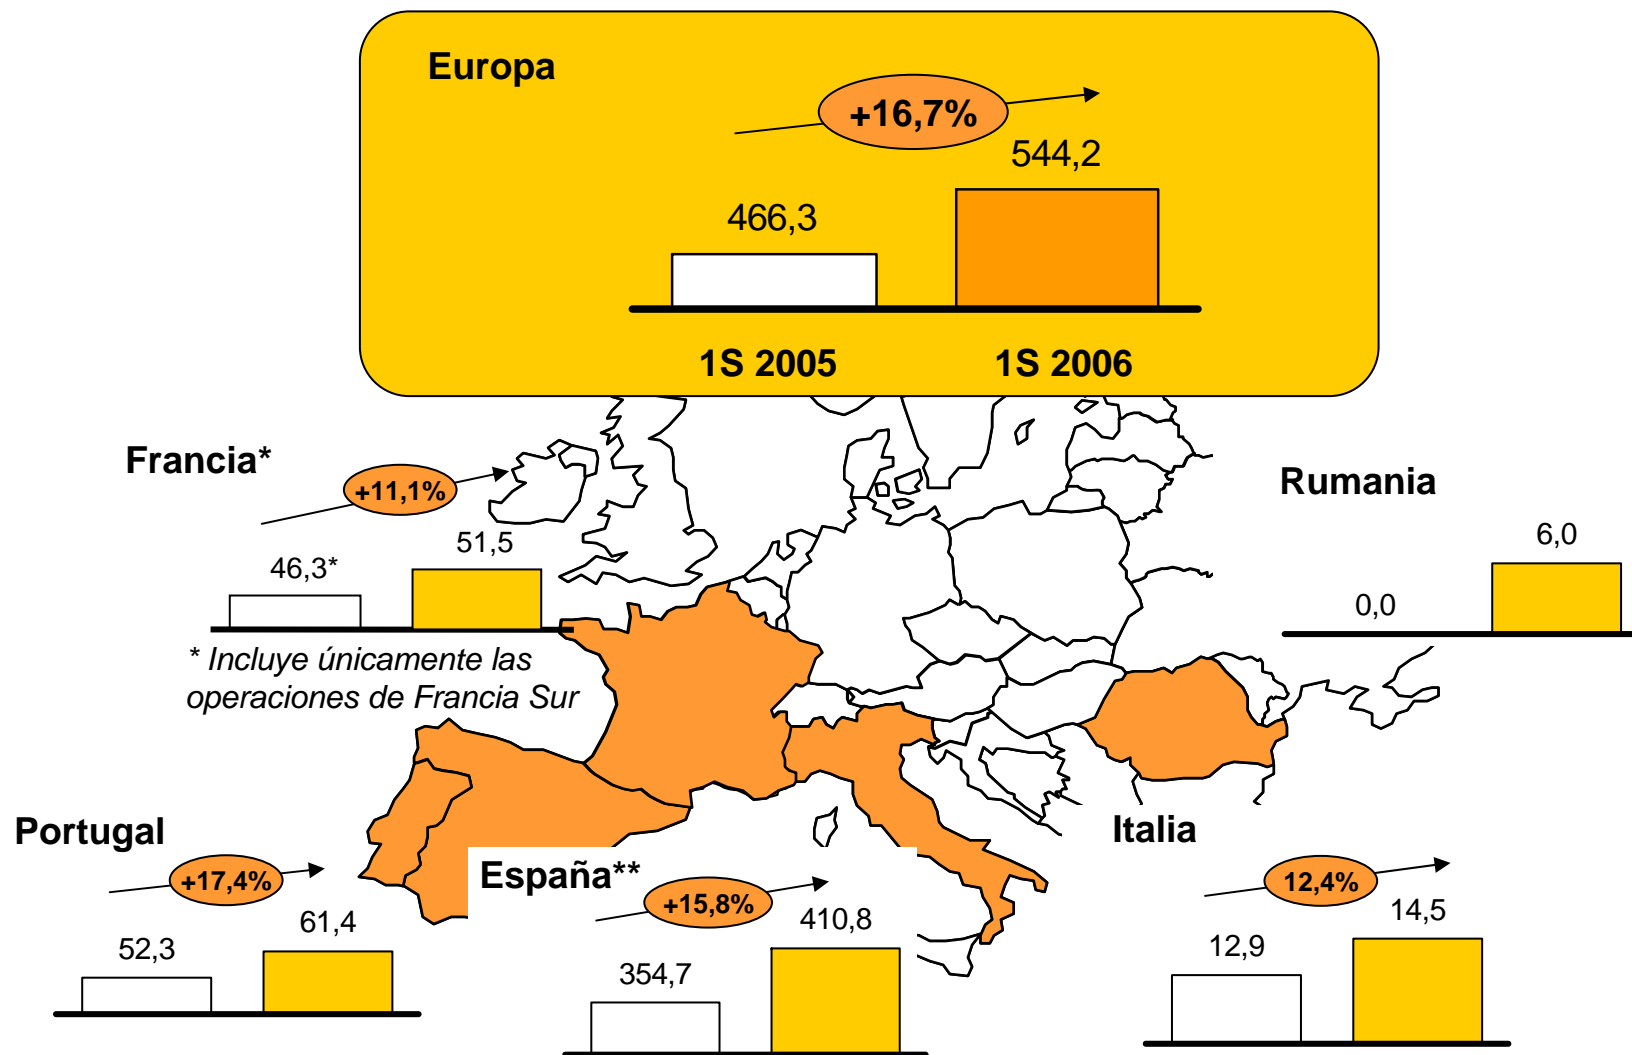 Europa
+16,7%
544,2
466,3
1S 2005
1S 2006
Francia*
+11,1%
51,5
46,3*
* Incluye únicamente las
operaciones de Francia Sur
Rumania
6,0
0,0
Portugal
+17,4%
61,4
52,3
España**
+15,8%
410,8
354,7
Italia
12,4%
14,5
12,9